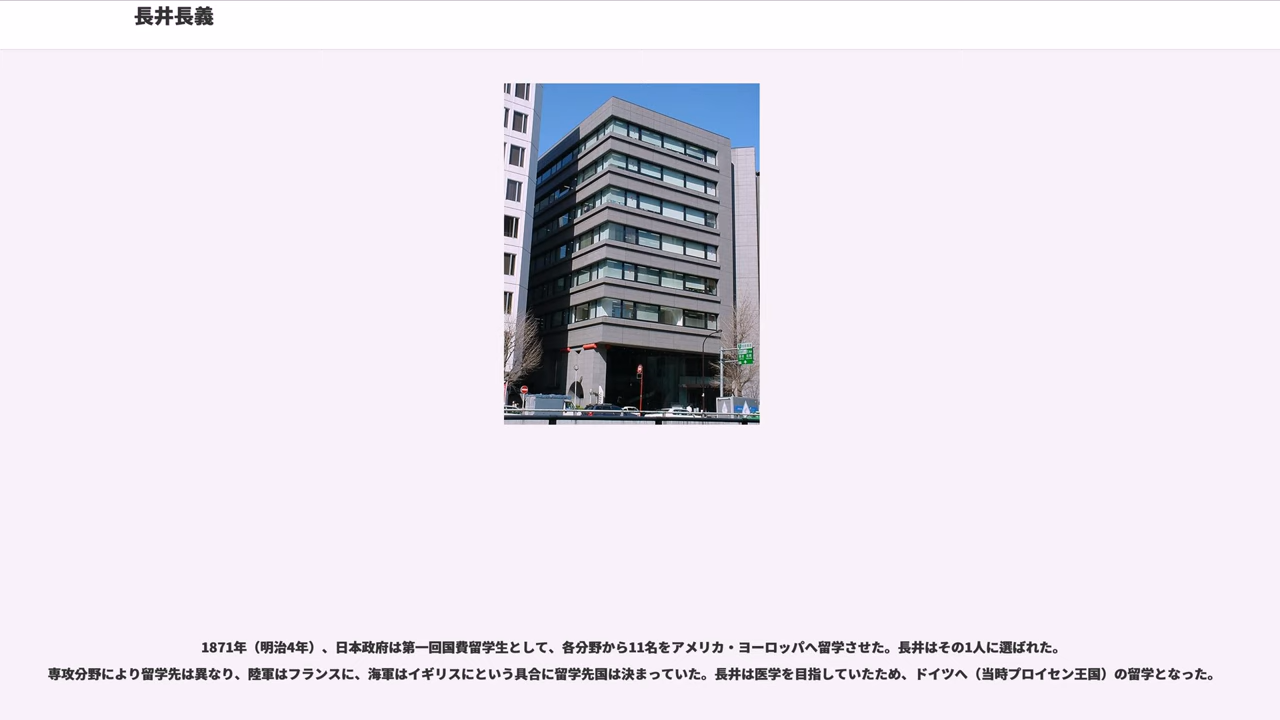 長井長義
1871年（明治4年）、日本政府は第一回国費留学生として、各分野から11名をアメリカ・ヨーロッパへ留学させた。長井はその1人に選ばれた。
専攻分野により留学先は異なり、陸軍はフランスに、海軍はイギリスにという具合に留学先国は決まっていた。長井は医学を目指していたため、ドイツへ（当時プロイセン王国）の留学となった。